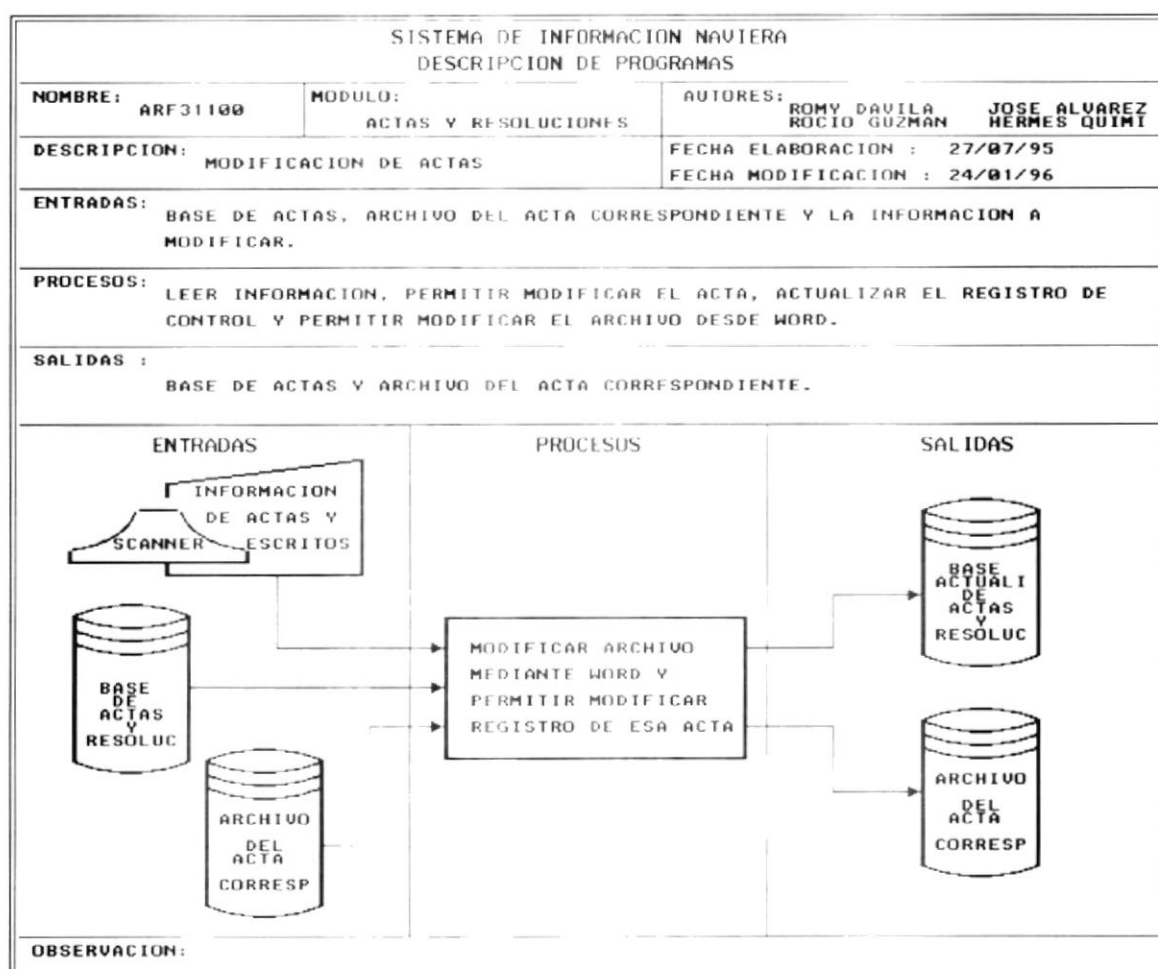 SISTEMA DE INFORMACION NAVIERA
DESCRIPCION DE PROGRAMAS
NOMBRE: ARF31100
MODULO: ACTAS Y RESOLUCIONES
AUTORES: ROMY DAVILA JOSE ALVAREZ
ROCIO GUZMAN HERMES QUIMI
DESCRIPCION: MODIFICACION DE ACTAS
FECHA ELABORACION : 27/07/95
FECHA MODIFICACION : 24/01/96
ENTRADAS:
BASE DE ACTAS, ARCHIVO DEL ACTA CORRESPONDIENTE Y LA INFORMACION A
MODIFICAR.
PROCESOS:
LEER INFORMACION, PERMITIR MODIFICAR EL ACTA, ACTUALIZAR EL REGISTRO DE
CONTROL Y PERMITIR MODIFICAR EL ARCHIVO DESDE WORD.
SALIDAS :
BASE DE ACTAS Y ARCHIVO DEL ACTA CORRESPONDIENTE.
ENTRADAS
INFORMACION
DE ACTAS Y
ESCRITOS
SCANNER
BASE
DE
ACTAS
Y
RESOLUC
ARCHIVO
DEL
ACTA
CORRESP
PROCESOS
MODIFICAR ARCHIVO
MEDIANTE WORD Y
PERMITIR MODIFICAR
REGISTRO DE ESA ACTA
SALIDAS
BASE
ACTUALI
DE
ACTAS
Y
RESOLUC
ARCHIVO
DEL
ACTA
CORRESP
OBSERVACION: